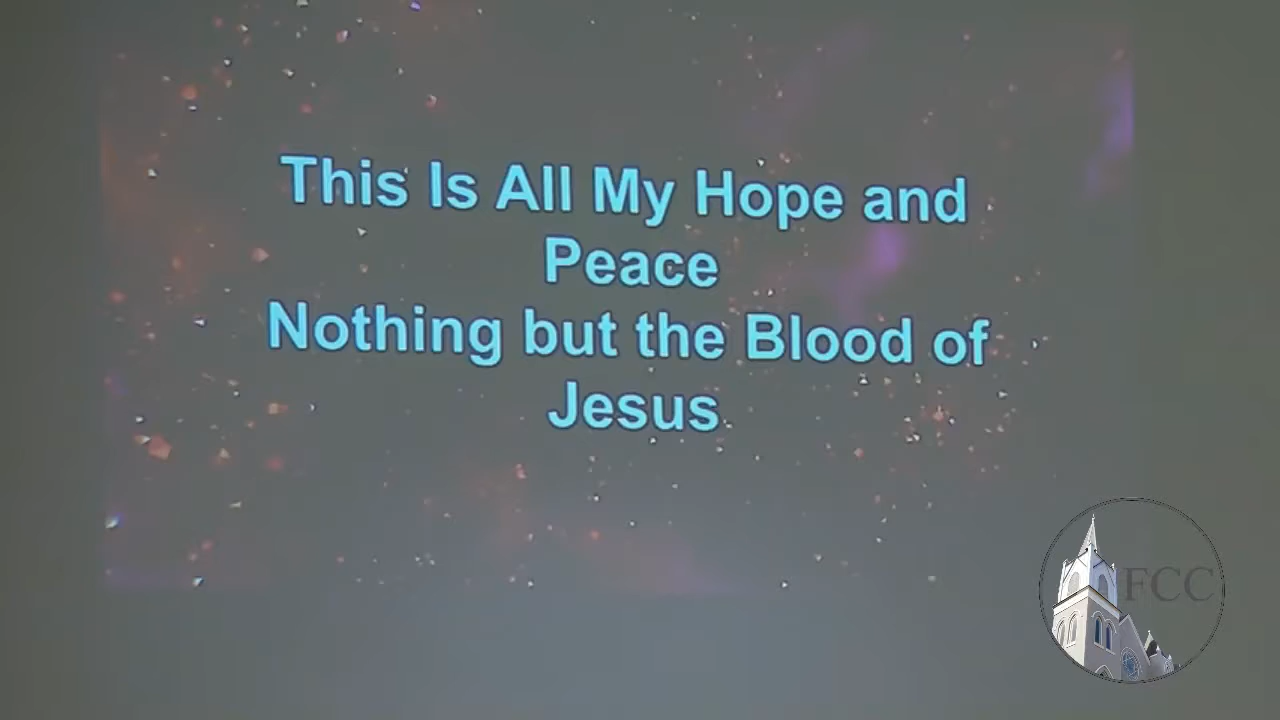 This Is All My Hope and
Peace
Nothing but the Blood of
Jesus
FCC